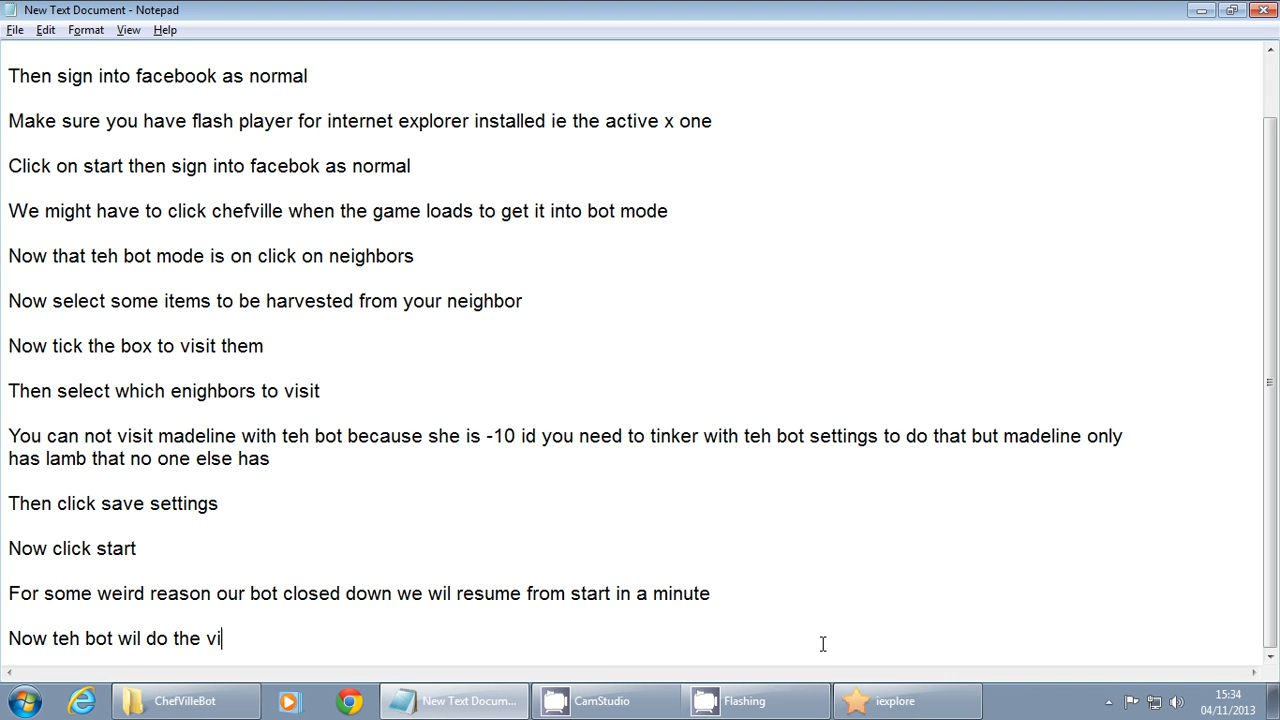 New Text Document - Notepad
File Edit Format View Help
Then sign into facebook as normal
Make sure you have flash player for internet explorer installed ie the active x one
Click on start then sign into facebok as normal
We might have to click chefville when the game loads to get it into bot mode
Now that teh bot mode is on click on neighbors
Now select some items to be harvested from your neighbor
Now tick the box to visit them
Then select which enighbors to visit
You can not visit madeline with teh bot because she is -10 id you need to tinker with teh bot settings to do that but madeline only
has lamb that no one else has
Then click save settings
Now click start
For some weird reason our bot closed down we wil resume from start in a minute
Now teh bot wil do the vi
ChefVilleBot New Text Docum... CamStudio Flashing iexplore 15:34
04/11/2013